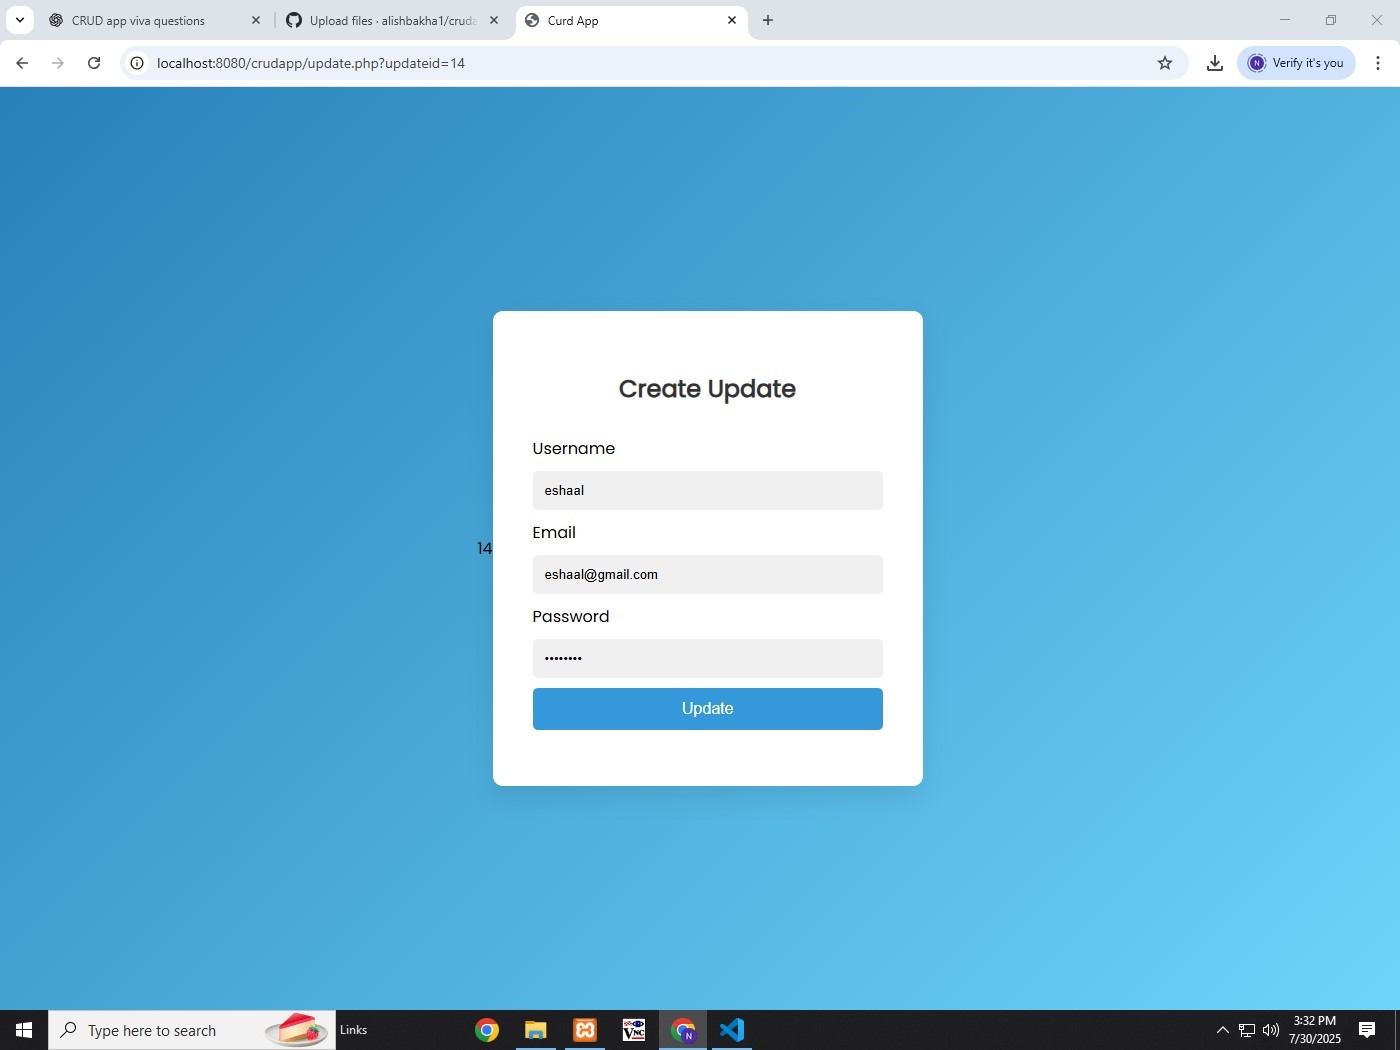 CRUD app viva questions
Upload files · alishbakha1/cruda
Curd App
localhost:8080/crudapp/update.php?updateid=14
N
Verify it's you
Create Update
Username
eshaal
Email
14
eshaal@gmail.com
Password
••••••••
Update
Type here to search
Links
VNC
N
3:32 PM
7/30/2025